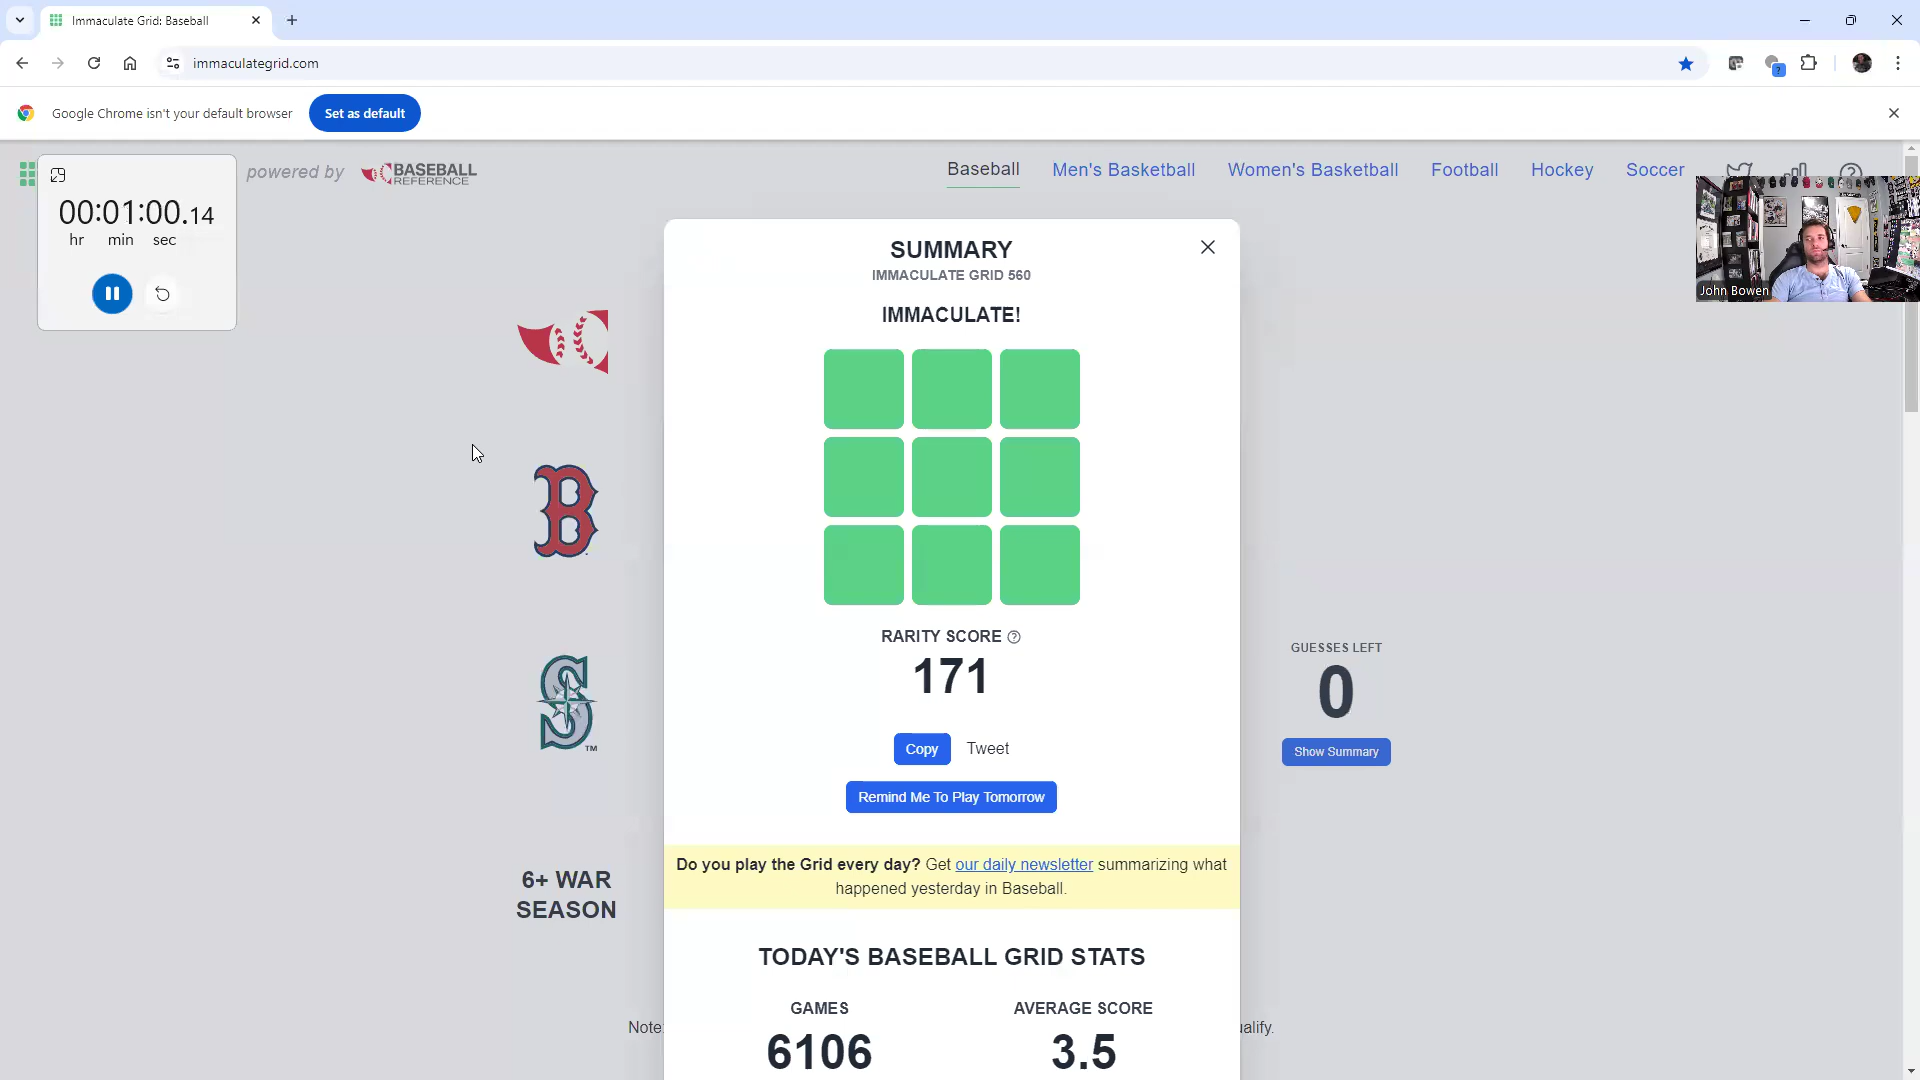 Immaculate Grid: Baseball
immaculategrid.com
Google Chrome isn't your default browser
Set as default
powered by
BASEBALL
REFERENCE
Baseball
Men's Basketball
Women's Basketball
Football
Hockey
Soccer
00:01:00.14
hr min sec
John Bowen
SUMMARY
IMMACULATE GRID 560
IMMACULATE!
B
S
TM
RARITY SCORE ?
171
GUESSES LEFT
0
Show Summary
Copy
Tweet
Remind Me To Play Tomorrow
Do you play the Grid every day? Get our daily newsletter summarizing what
happened yesterday in Baseball.
6+ WAR
SEASON
TODAY'S BASEBALL GRID STATS
GAMES
6106
AVERAGE SCORE
3.5
Note:
ualify.